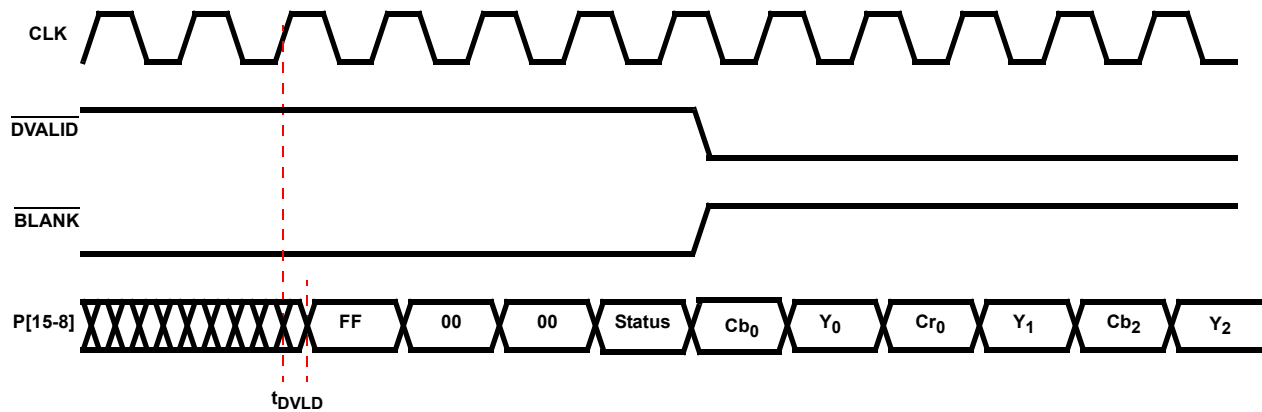 CLK
DVALID
BLANK
P[15-8] FF 00 00 Status Cb0 Y0 Cr0 Y1 Cb2 Y2
tDVLD